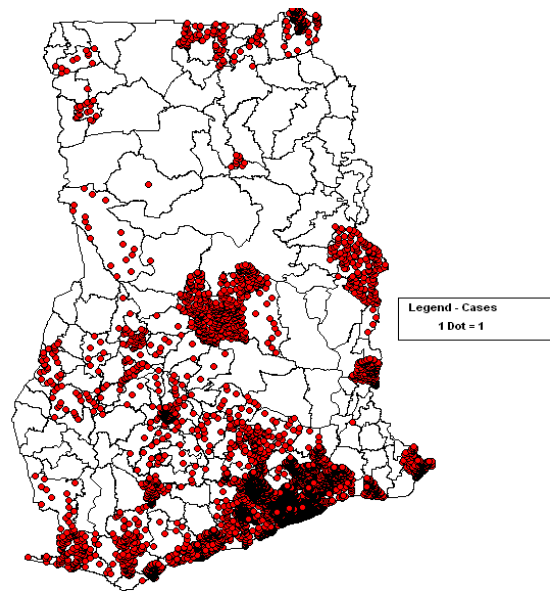 Legend - Cases
1 Dot = 1